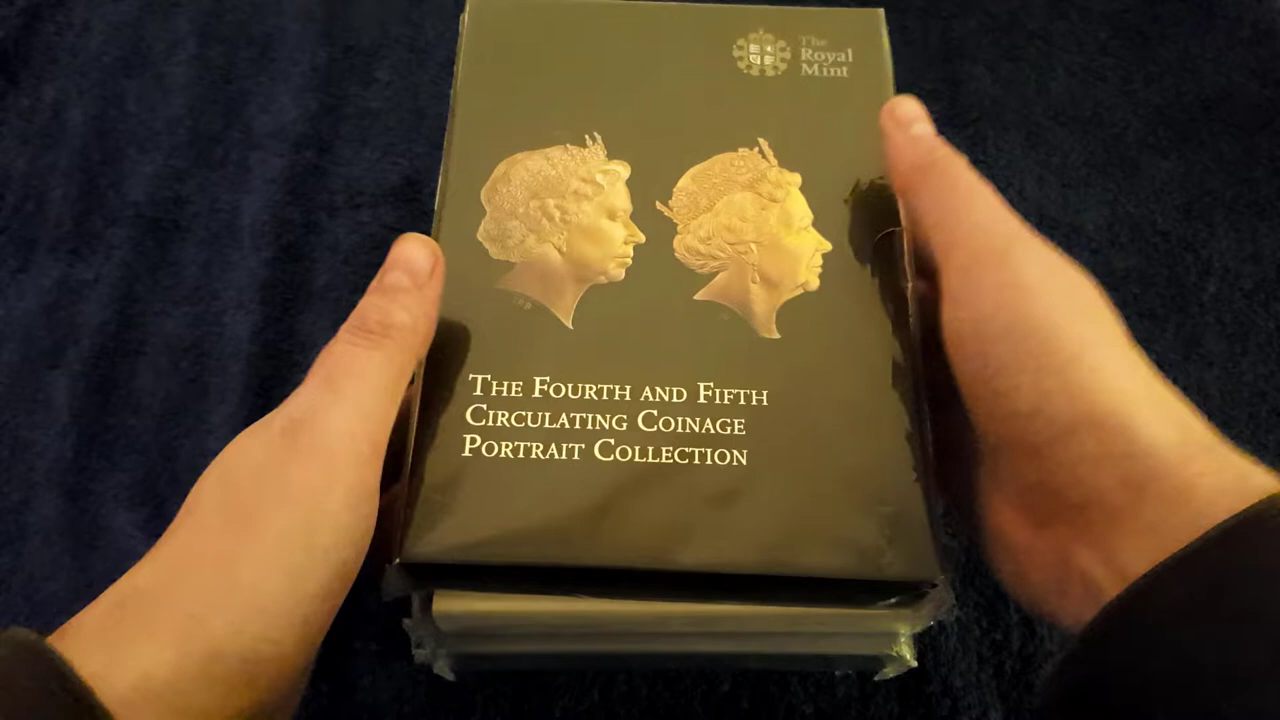 The
Royal
Mint
THE FOURTH AND FIFTH
CIRCULATING COINAGE
PORTRAIT COLLECTION